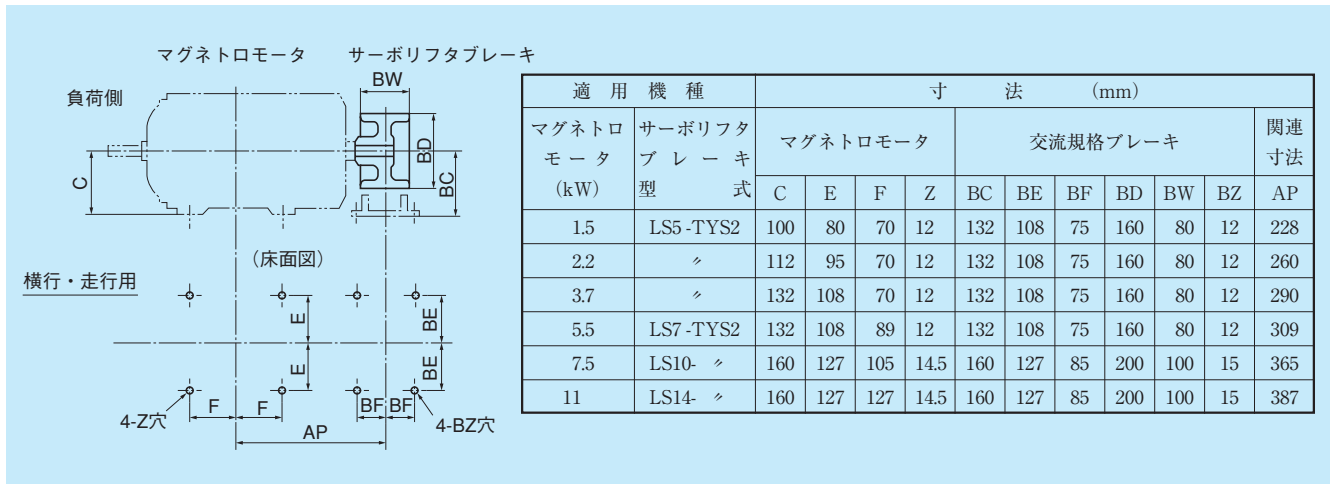 マグネトロモータ サーボリフタブレーキ
負荷側
BW
BD
C
BC
(床面図)
横行・走行用
E
BE
E
BE
F
F
BF
BF
4-Z穴
4-BZ穴
AP
適用機種 寸法 (mm)
マグネトロモータ (kW) サーボリフタブレーキ型式 マグネトロモータ 交流規格ブレーキ 関連寸法
C E F Z BC BE BF BD BW BZ AP
1.5 LS5-TYS2 100 80 70 12 132 108 75 160 80 12 228
2.2 〃 112 95 70 12 132 108 75 160 80 12 260
3.7 〃 132 108 70 12 132 108 75 160 80 12 290
5.5 LS7-TYS2 132 108 89 12 132 108 75 160 80 12 309
7.5 LS10- 〃 160 127 105 14.5 160 127 85 200 100 15 365
11 LS14- 〃 160 127 127 14.5 160 127 85 200 100 15 387